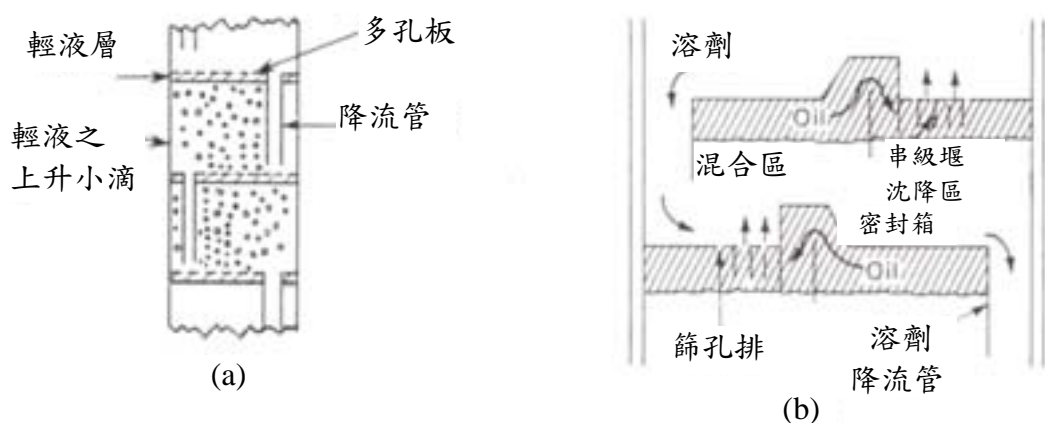 輕液層
多孔板
降流管
輕液之
上升小滴
(a)
溶劑
Oil
串級堰
混合區
沈降區
密封箱
Oil
篩孔排
溶劑
降流管
(b)